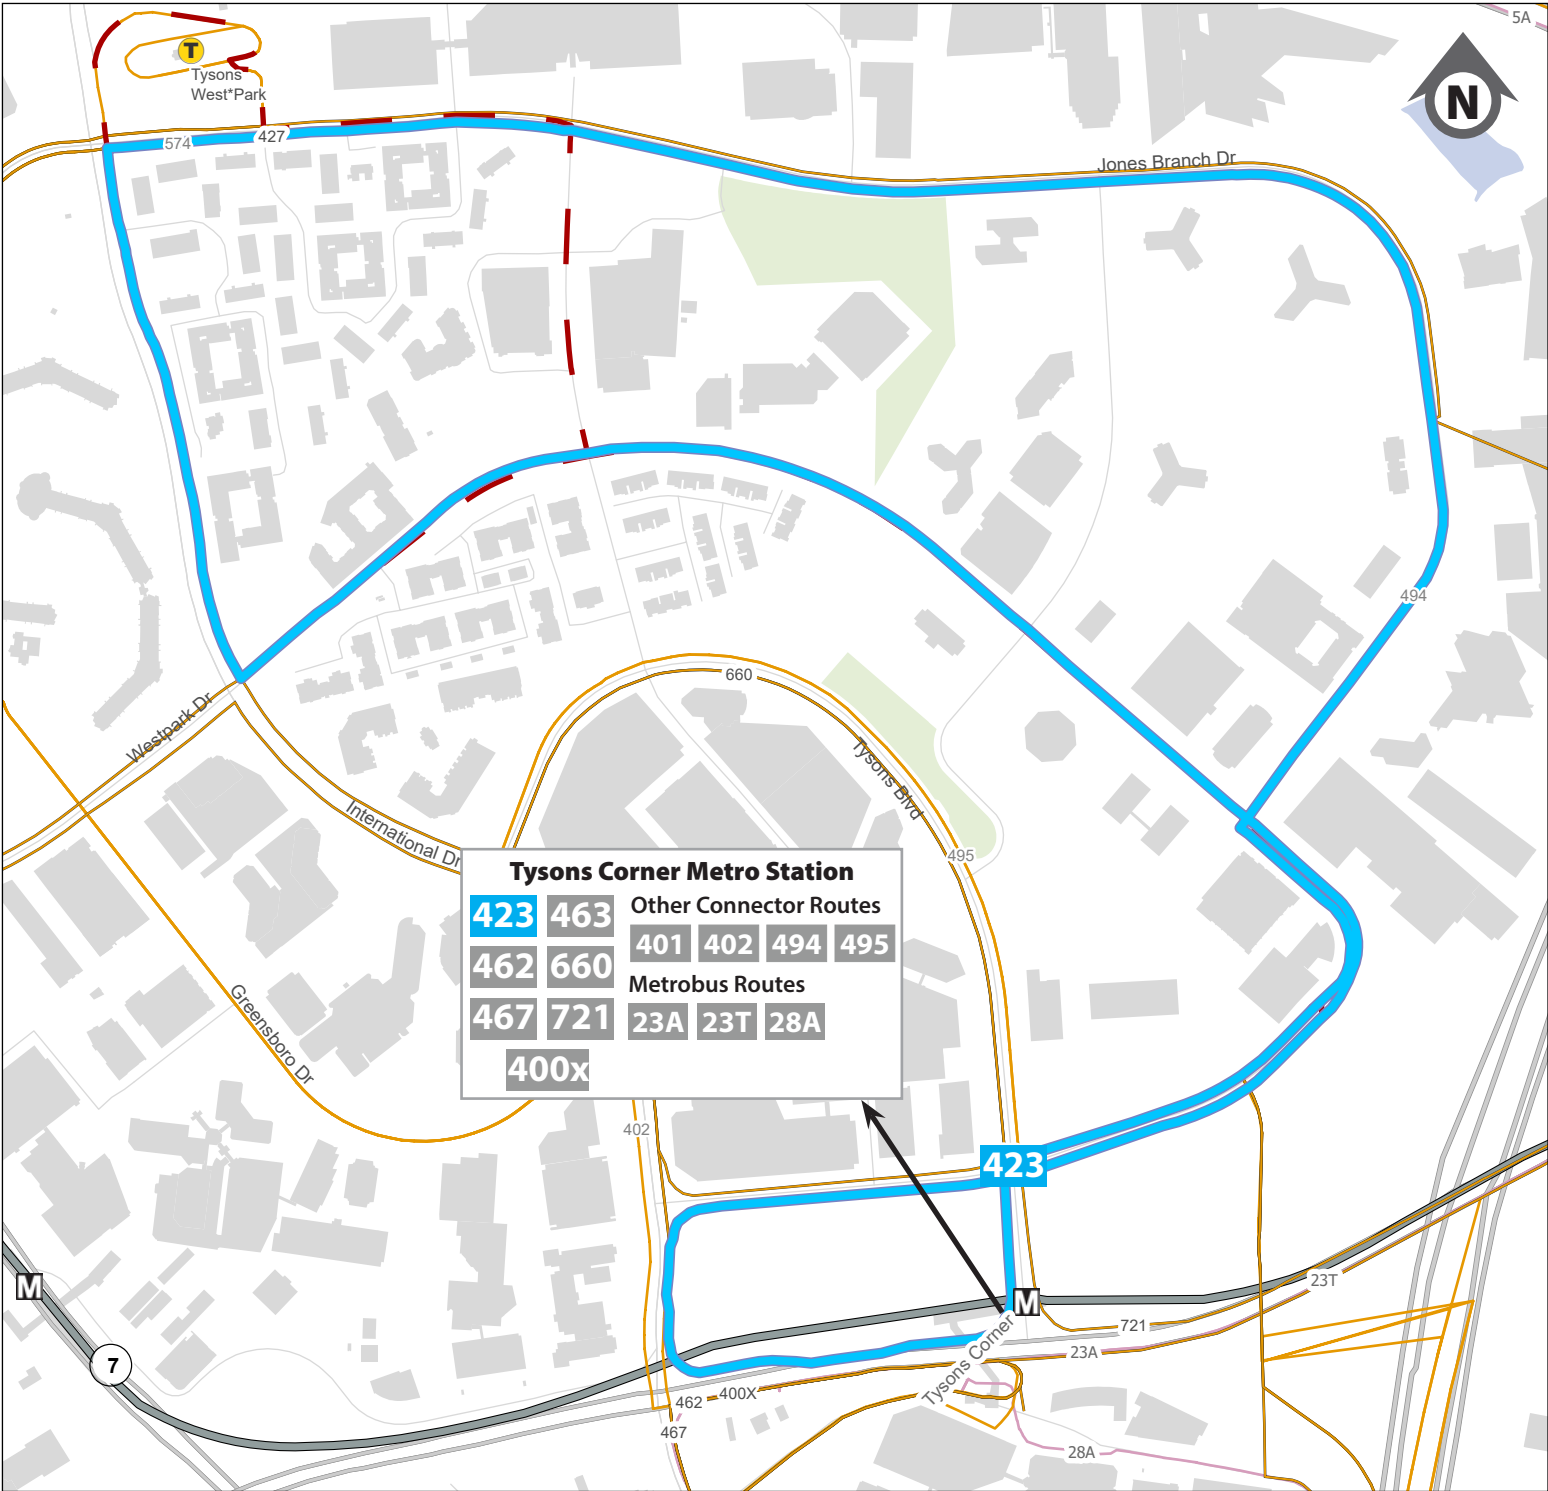 5A
T
Tysons
West*Park
N
574
427
Jones Branch Dr
494
660
Westpark Dr
Tysons Blvd
International Dr
495
Tysons Corner Metro Station
423 463
462 660
467 721
400x
Other Connector Routes
401 402 494 495
Metrobus Routes
23A 23T 28A
Greensboro Dr
402
423
M
M
23T
721
23A
7
Tysons Corner
400X
462
467
28A